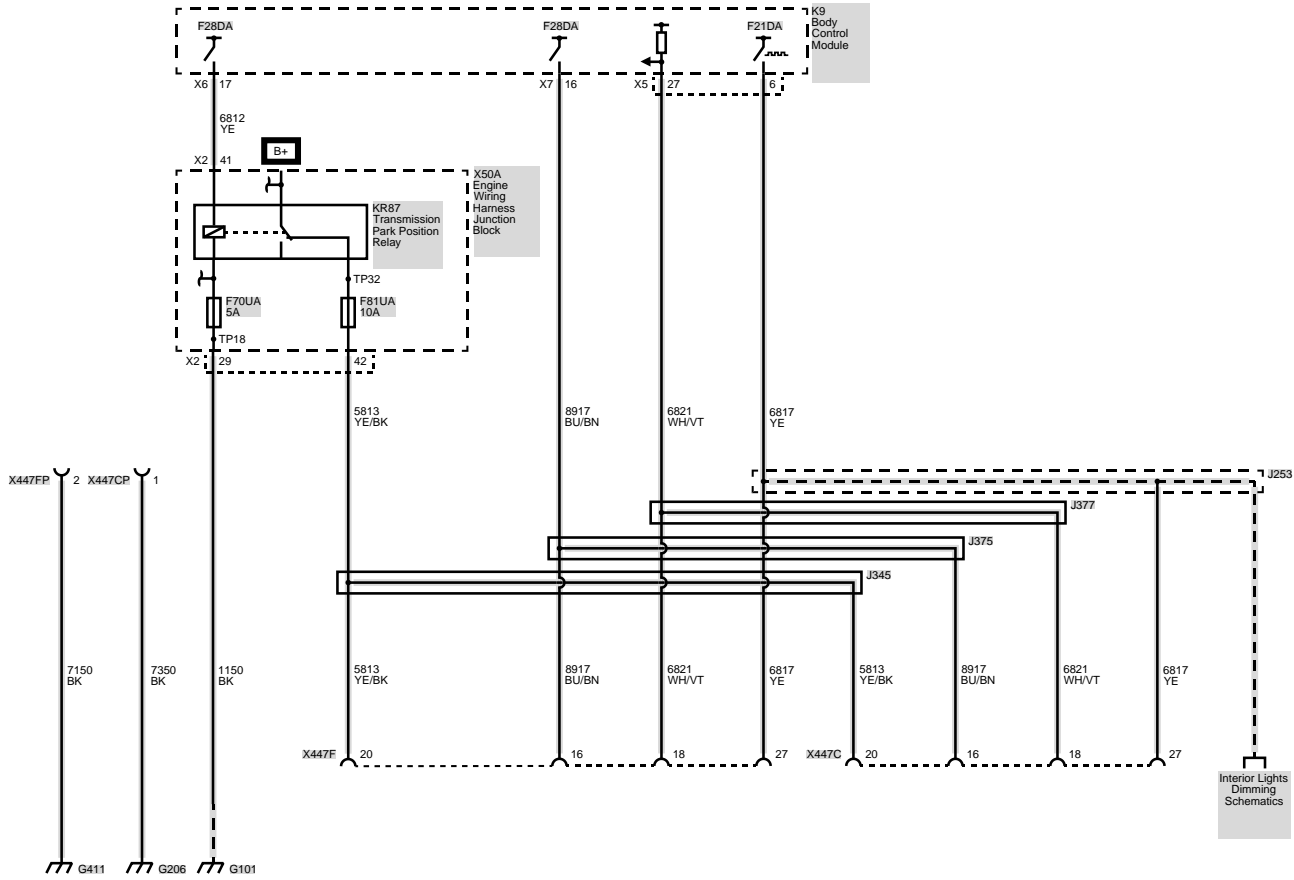 F28DA
F28DA
F21DA
K9
Body
Control
Module
X6 17
X7 16
X5 27
6
6812
YE
B+
X2 41
X50A
Engine
Wiring
Harness
Junction
Block
KR87
Transmission
Park Position
Relay
TP32
F70UA
5A
F81UA
10A
TP18
X2 29
42
5813
YE/BK
8917
BU/BN
6821
WH/VT
6817
YE
X447FP 2
X447CP 1
J253
J377
J375
J345
7150
BK
7350
BK
1150
BK
5813
YE/BK
8917
BU/BN
6821
WH/VT
6817
YE
5813
YE/BK
8917
BU/BN
6821
WH/VT
6817
YE
X447F 20
16
18
27
X447C 20
16
18
27
Interior Lights
Dimming
Schematics
G411
G206
G101